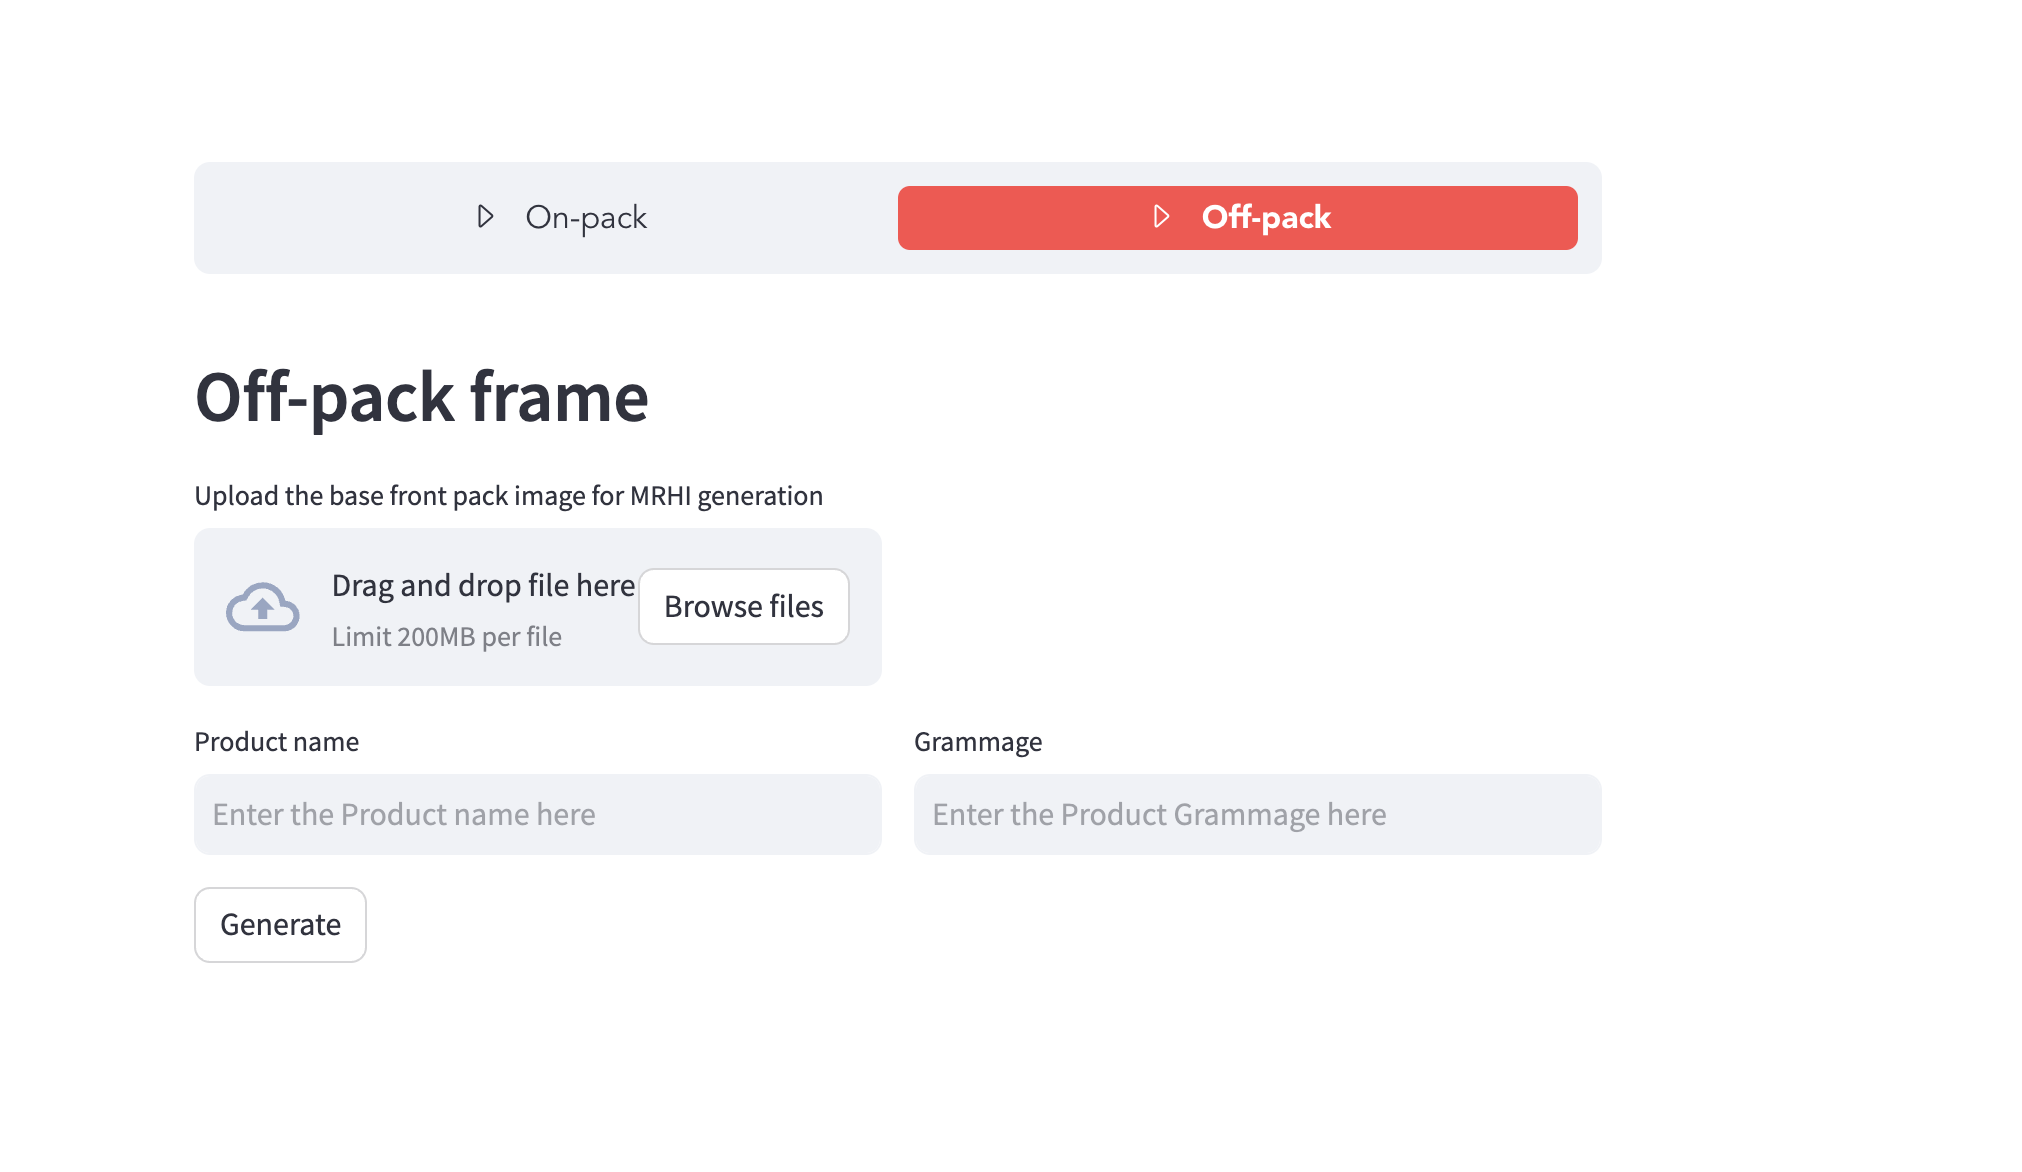 On-pack
Off-pack
Off-pack frame
Upload the base front pack image for MRHI generation
Drag and drop file here
Limit 200MB per file
Browse files
Product name
Enter the Product name here
Grammage
Enter the Product Grammage here
Generate